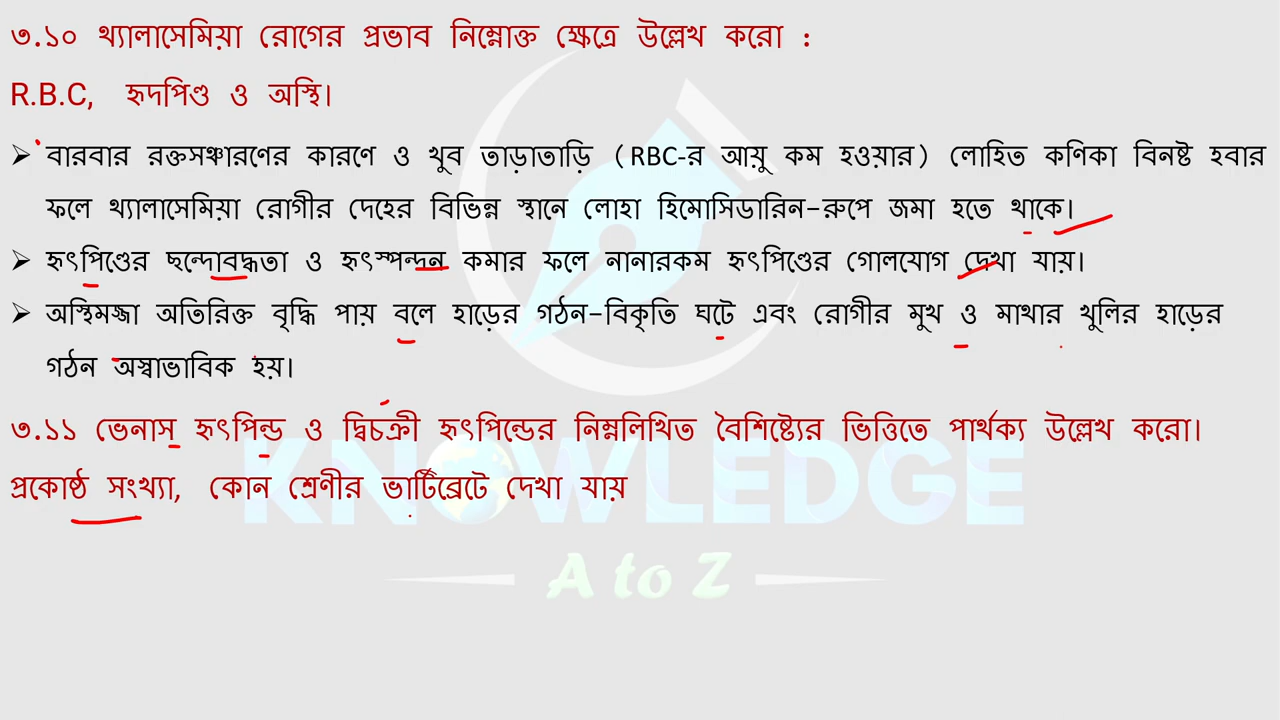 ৩.১০ থ্যালাসেমিয়া রোগের প্রভাব নিম্নোক্ত ক্ষেত্রে উল্লেখ করো :
R.B.C, হৃদপিণ্ড ও অস্থি।
➢ বারবার রক্তসঞ্চারণের কারণে ও খুব তাড়াতাড়ি (RBC-র আয়ু কম হওয়ার) লোহিত কণিকা বিনষ্ট হবার
ফলে থ্যালাসেমিয়া রোগীর দেহের বিভিন্ন স্থানে লোহা হিমোসিডারিন-রুপে জমা হতে থাকে।
➢ হৃৎপিণ্ডের ছন্দোবদ্ধতা ও হৃৎস্পন্দন কমার ফলে নানারকম হৃৎপিণ্ডের গোলযোগ দেখা যায়।
➢ অস্থিমজ্জা অতিরিক্ত বৃদ্ধি পায় বলে হাড়ের গঠন-বিকৃতি ঘটে এবং রোগীর মুখ ও মাথার খুলির হাড়ের
গঠন অস্বাভাবিক হয়।
৩.১১ ভেনাস হৃৎপিন্ড ও দ্বিচক্রী হৃৎপিন্ডের নিম্নলিখিত বৈশিষ্ট্যের ভিত্তিতে পার্থক্য উল্লেখ করো।
প্রকোষ্ঠ সংখ্যা, কোন শ্রেণীর ভার্টিব্রেটে দেখা যায়
KNOWLEDGE
A to Z